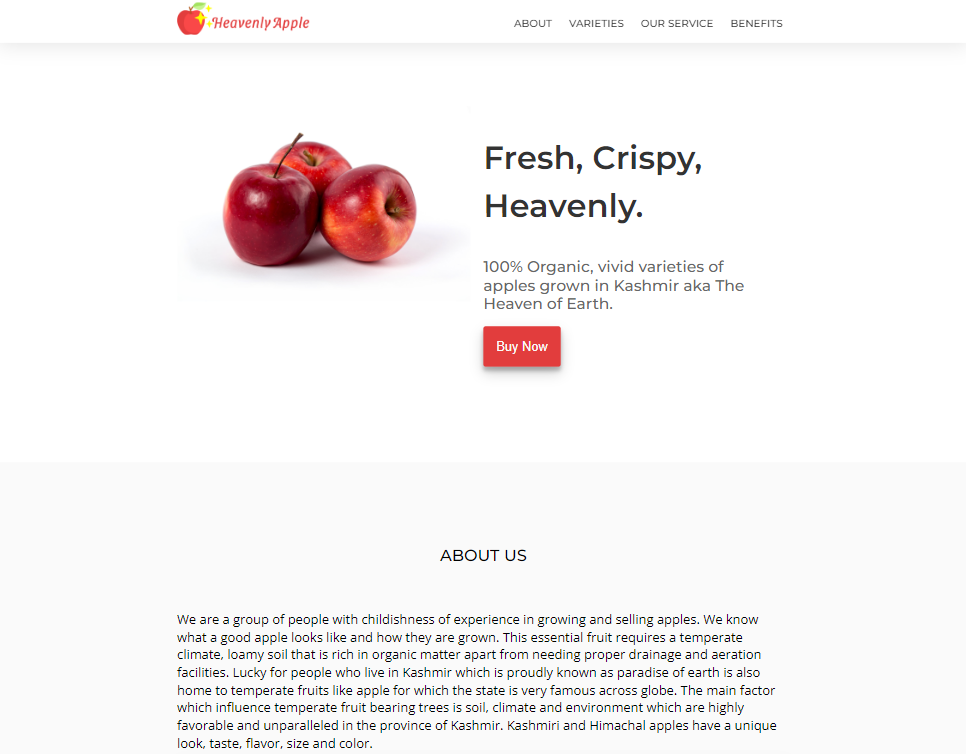 Heavenly Apple
ABOUT VARIETIES OUR SERVICE BENEFITS
Fresh, Crispy,
Heavenly.
100% Organic, vivid varieties of
apples grown in Kashmir aka The
Heaven of Earth.
Buy Now
ABOUT US
We are a group of people with childishness of experience in growing and selling apples. We know
what a good apple looks like and how they are grown. This essential fruit requires a temperate
climate, loamy soil that is rich in organic matter apart from needing proper drainage and aeration
facilities. Lucky for people who live in Kashmir which is proudly known as paradise of earth is also
home to temperate fruits like apple for which the state is very famous across globe. The main factor
which influence temperate fruit bearing trees is soil, climate and environment which are highly
favorable and unparalleled in the province of Kashmir. Kashmiri and Himachal apples have a unique
look, taste, flavor, size and color.